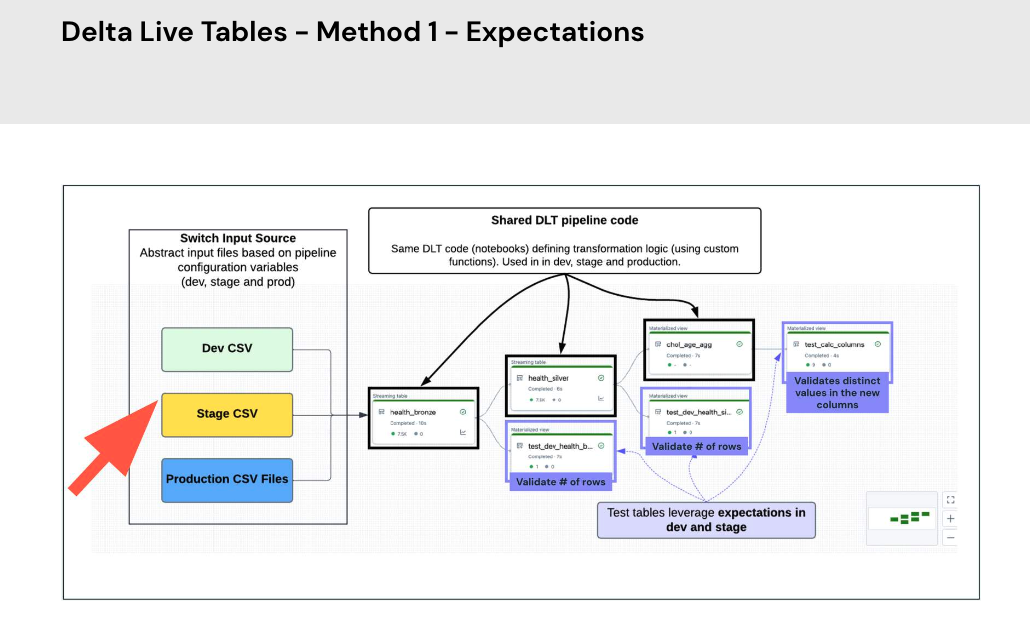 Delta Live Tables – Method 1 – Expectations
Shared DLT pipeline code
Same DLT code (notebooks) defining transformation logic (using custom
functions). Used in in dev, stage and production.
Switch Input Source
Abstract input files based on pipeline
configuration variables
(dev, stage and prod)
Dev CSV
Stage CSV
Production CSV Files
Streaming table
health_bronze
Completed · 10s
7.5K 0
Streaming table
health_silver
Completed · 6s
7.5K 0
Materialized view
test_dev_health_b...
Completed · 7s
1 0
Validate # of rows
Materialized view
chol_age_agg
Completed · 7s
- -
Materialized view
test_dev_health_si...
Completed · 7s
1 0
Validate # of rows
Materialized view
test_calc_columns
Completed · 4s
Validates distinct
values in the new
columns
Test tables leverage expectations in
dev and stage